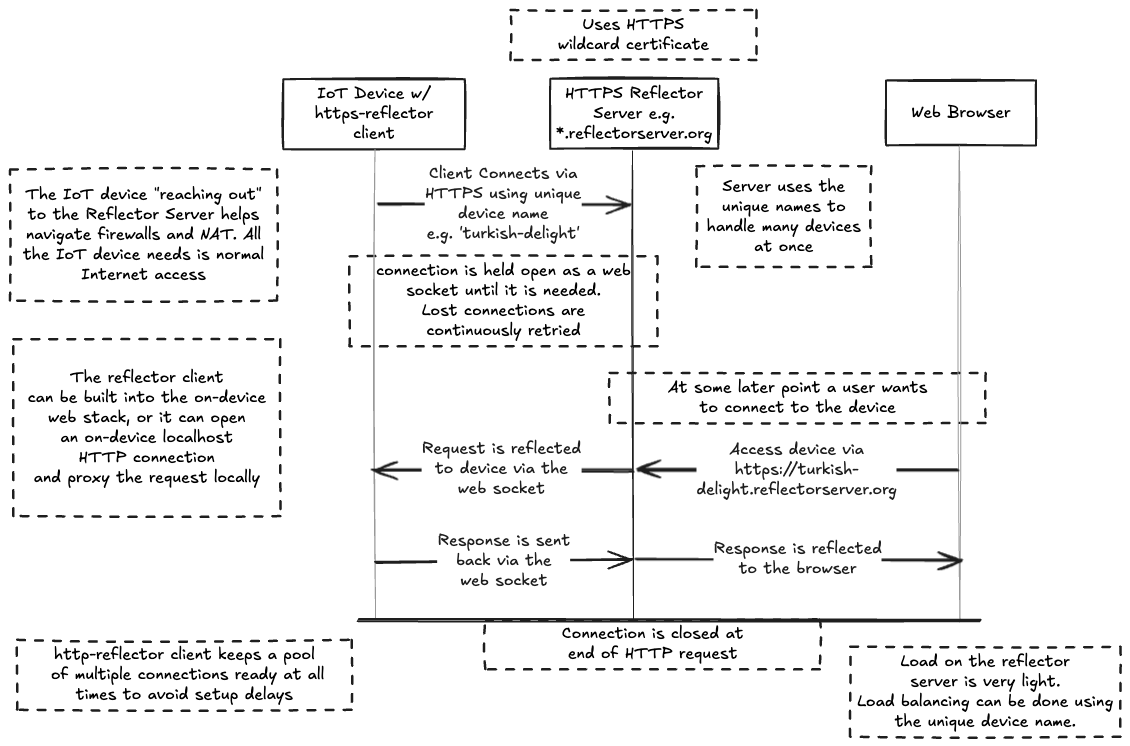 Uses HTTPS
wildcard certificate
IoT Device w/
https-reflector
client
HTTPS Reflector
Server e.g.
*.reflectorserver.org
Web Browser
The IoT device "reaching out"
to the Reflector Server helps
navigate firewalls and NAT. All
the IoT device needs is normal
Internet access
Client Connects via
HTTPS using unique
device name
e.g. 'turkish-delight'
Server uses the
unique names to
handle many devices
at once
connection is held open as a web
socket until it is needed.
Lost connections are
continuously retried
The reflector client
can be built into the on-device
web stack, or it can open
an on-device localhost
HTTP connection
and proxy the request locally
At some later point a user wants
to connect to the device
Request is reflected
to device via the
web socket
Access device via
https://turkish-
delight.reflectorserver.org
Response is sent
back via the
web socket
Response is reflected
to the browser
Connection is closed at
end of HTTP request
http-reflector client keeps a pool
of multiple connections ready at all
times to avoid setup delays
Load on the reflector
server is very light.
Load balancing can be done using
the unique device name.